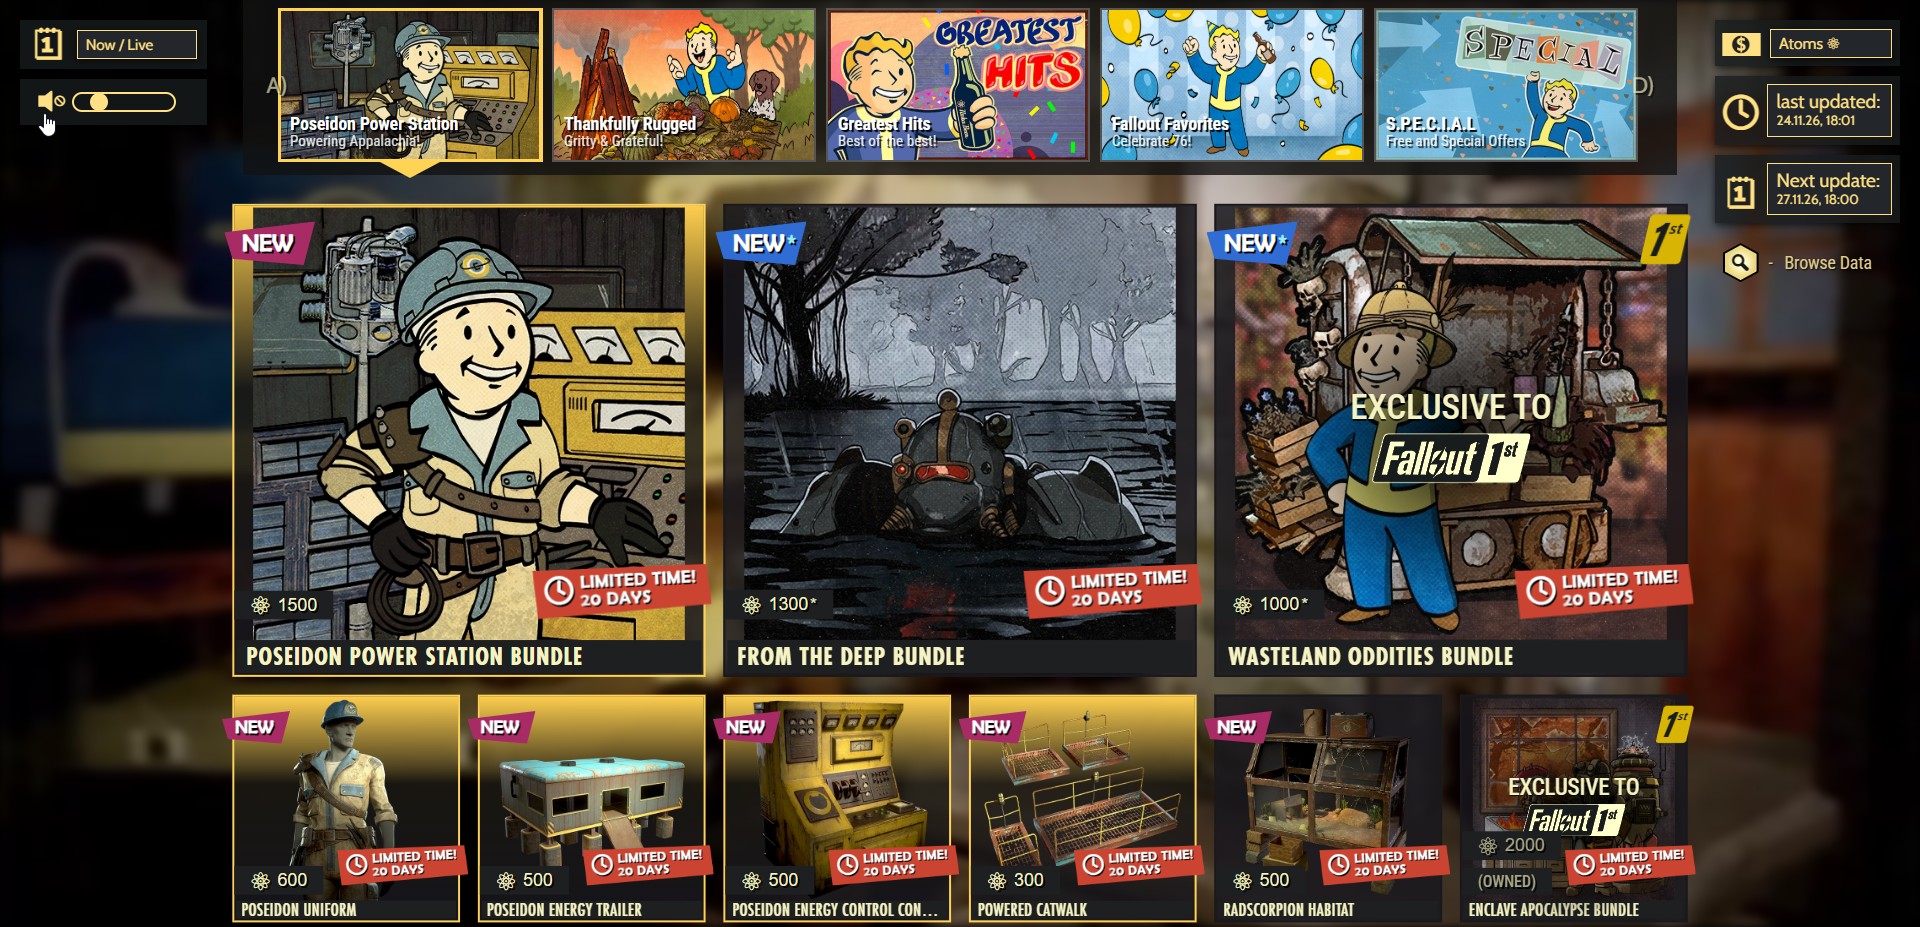 1
Now / Live
A)
Poseidon Power Station
Powering Appalachia!
Thankfully Rugged
Gritty & Grateful!
GREATEST
HITS
Greatest Hits
Best of the best!
Fallout Favorites
Celebrate 76!
SPECIAL
S.P.E.C.I.A.L
Free and Special Offers
D)
$
Atoms
last updated:
24.11.26, 18:01
1
Next update:
27.11.26, 18:00
- Browse Data
NEW
LIMITED TIME!
20 DAYS
1500
POSEIDON POWER STATION BUNDLE
NEW*
LIMITED TIME!
20 DAYS
1300*
FROM THE DEEP BUNDLE
NEW*
1st
EXCLUSIVE TO
Fallout 1st
LIMITED TIME!
20 DAYS
1000*
WASTELAND ODDITIES BUNDLE
NEW
LIMITED TIME!
20 DAYS
600
POSEIDON UNIFORM
NEW
LIMITED TIME!
20 DAYS
500
POSEIDON ENERGY TRAILER
NEW
LIMITED TIME!
20 DAYS
500
POSEIDON ENERGY CONTROL CON...
NEW
LIMITED TIME!
20 DAYS
300
POWERED CATWALK
NEW
LIMITED TIME!
20 DAYS
500
RADSCORPION HABITAT
1st
EXCLUSIVE TO
Fallout 1st
2000
LIMITED TIME!
20 DAYS
(OWNED)
ENCLAVE APOCALYPSE BUNDLE